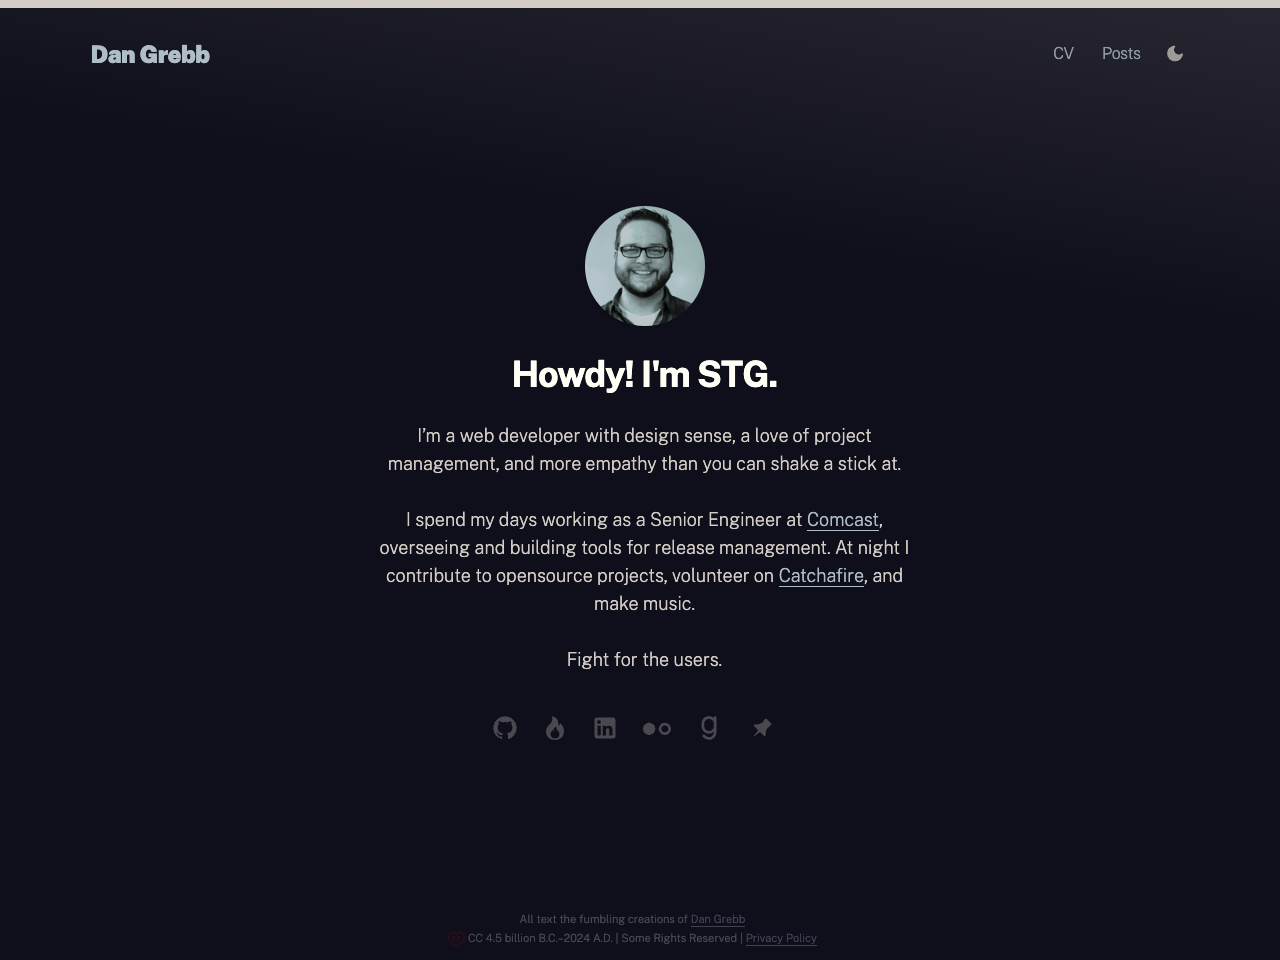 Dan Grebb
CV Posts
Howdy! I'm STG.
I’m a web developer with design sense, a love of project
management, and more empathy than you can shake a stick at.
I spend my days working as a Senior Engineer at Comcast,
overseeing and building tools for release management. At night I
contribute to opensource projects, volunteer on Catchafire, and
make music.
Fight for the users.
All text the fumbling creations of Dan Grebb
CC 4.5 billion B.C.–2024 A.D. | Some Rights Reserved | Privacy Policy